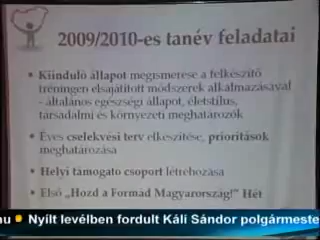 2009/2010-es tanév feladatai
• Kiinduló állapot megismerése a felkészítő
tréningen elsajátított módszerek alkalmazásával
- általános egészségi állapot, életstílus,
társadalmi és környezeti meghatározók
• Éves cselekvési terv elkészítése, prioritások
meghatározása
• Helyi támogató csoport létrehozása
• Első „Hozd a Formád Magyarország!” Hét
nu • Nyílt levélben fordult Káli Sándor polgármeste